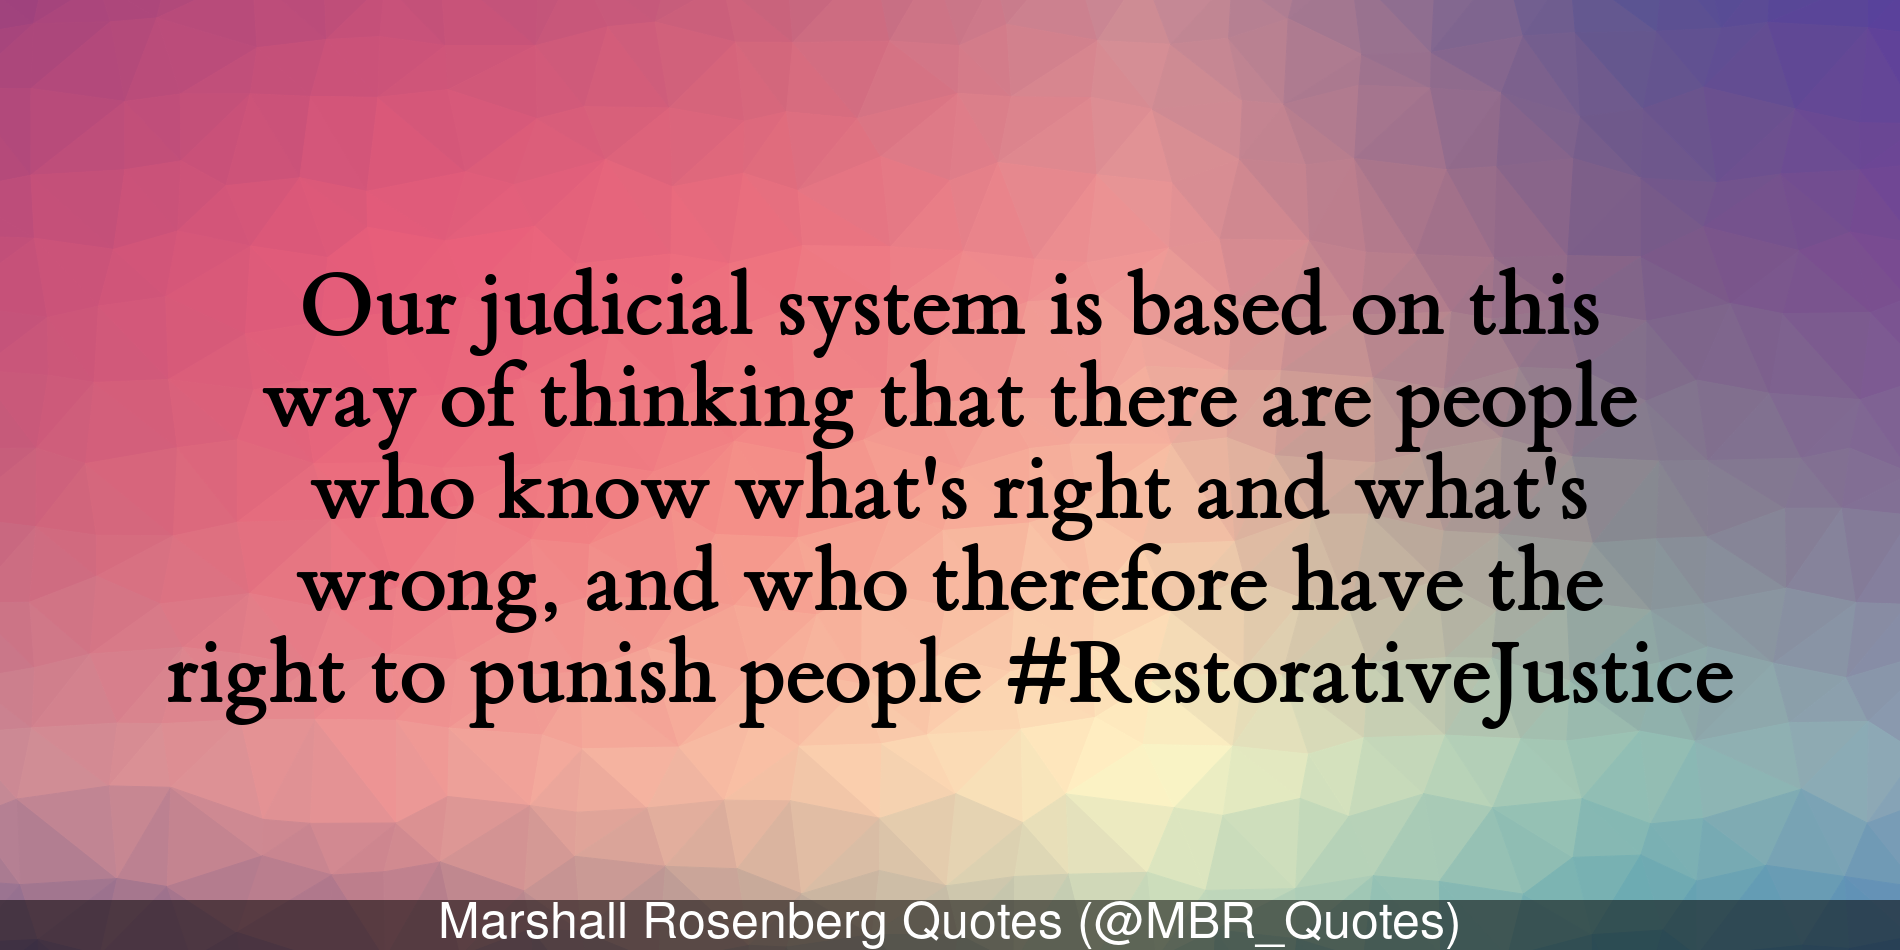 Our judicial system is based on this
way of thinking that there are people
who know what's right and what's
wrong, and who therefore have the
right to punish people #RestorativeJustice
Marshall Rosenberg Quotes (@MBR_Quotes)